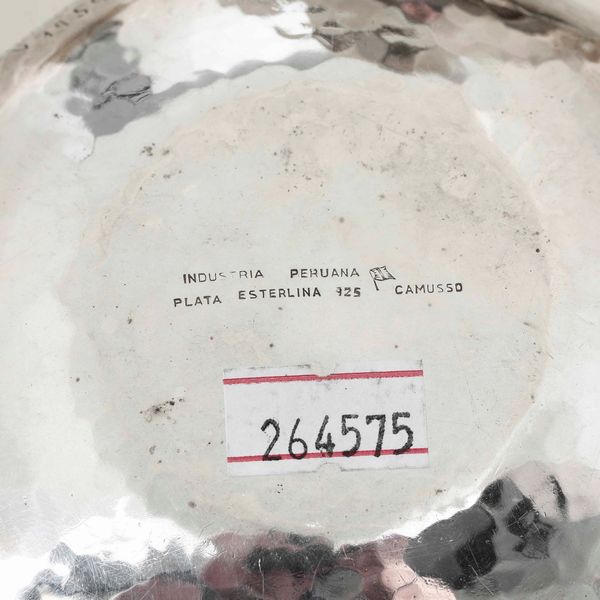 INDUSTRIA PERUANA
PLATA ESTERLINA 925 CAMUSSO
264575